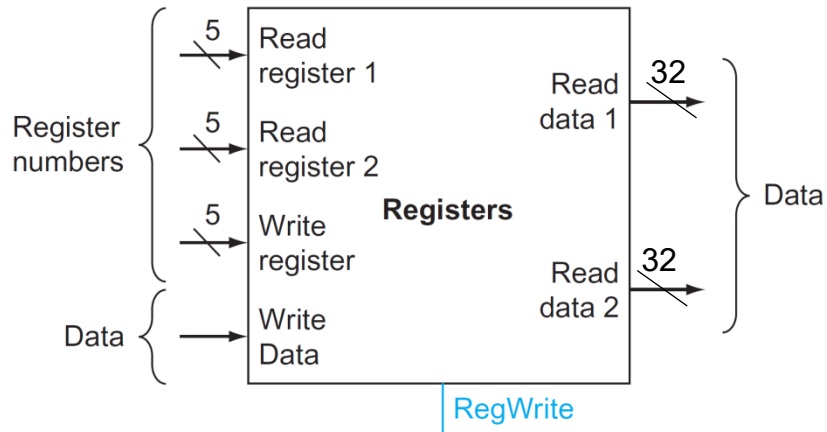 Register
numbers
5
Read
register 1
5
Read
register 2
5
Write
register
Data
Write
Data
Registers
Read
data 1
32
Read
data 2
32
Data
RegWrite